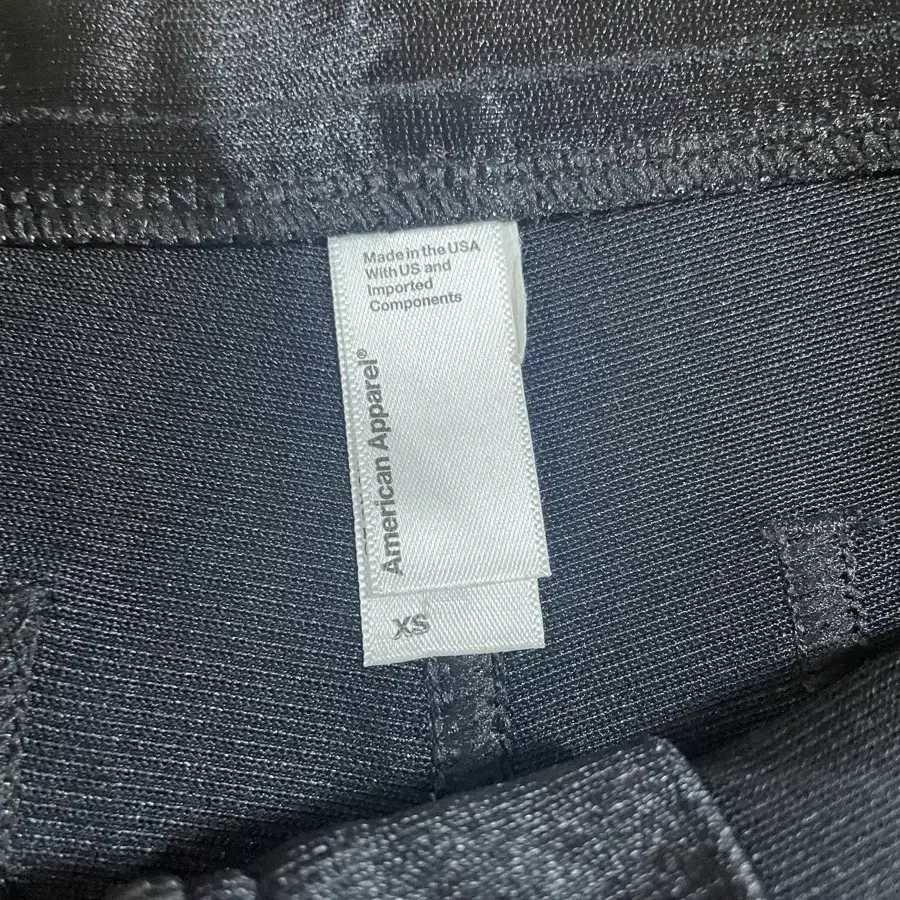 Made in the USA
With US and
Imported
Components
American Apparel®
XS